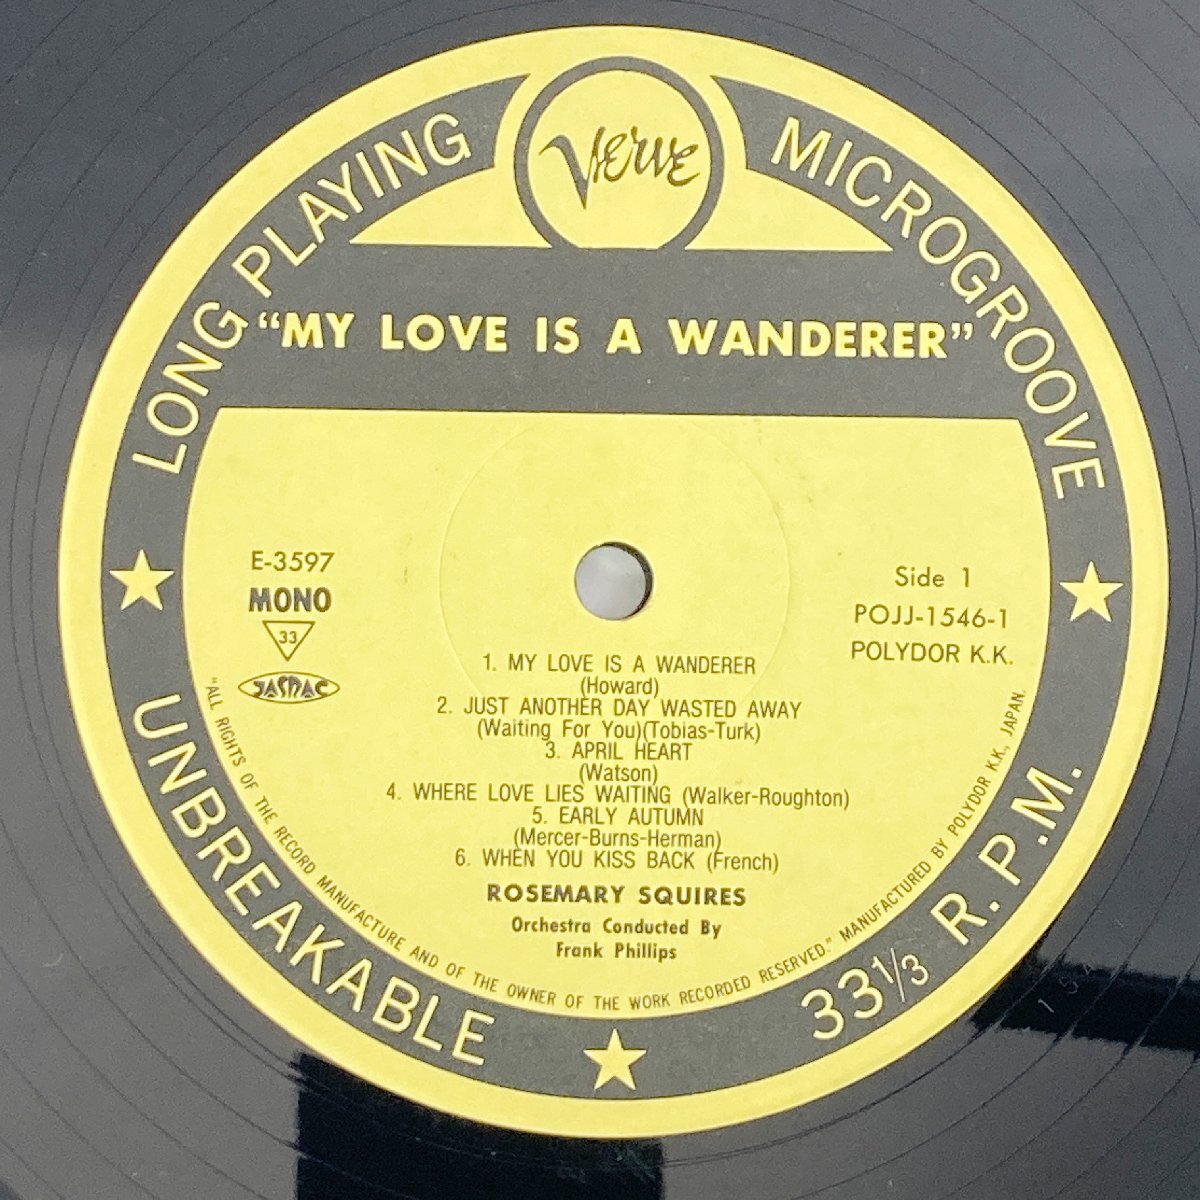 Verve
LONG PLAYING
MICROGROOVE
"MY LOVE IS A WANDERER"
E-3597
MONO
33
JASRAC
Side 1
POJJ-1546-1
POLYDOR K.K.
1. MY LOVE IS A WANDERER
(Howard)
2. JUST ANOTHER DAY WASTED AWAY
(Waiting For You)(Tobias-Turk)
3. APRIL HEART
(Watson)
4. WHERE LOVE LIES WAITING (Walker-Roughton)
5. EARLY AUTUMN
(Mercer-Burns-Herman)
6. WHEN YOU KISS BACK (French)
ROSEMARY SQUIRES
Orchestra Conducted By
Frank Phillips
"ALL RIGHTS OF THE RECORD MANUFACTURE AND OF THE OWNER OF THE WORK RECORDED RESERVED." MANUFACTURED BY POLYDOR K.K., JAPAN.
UNBREAKABLE
33 1/3 R.P.M.